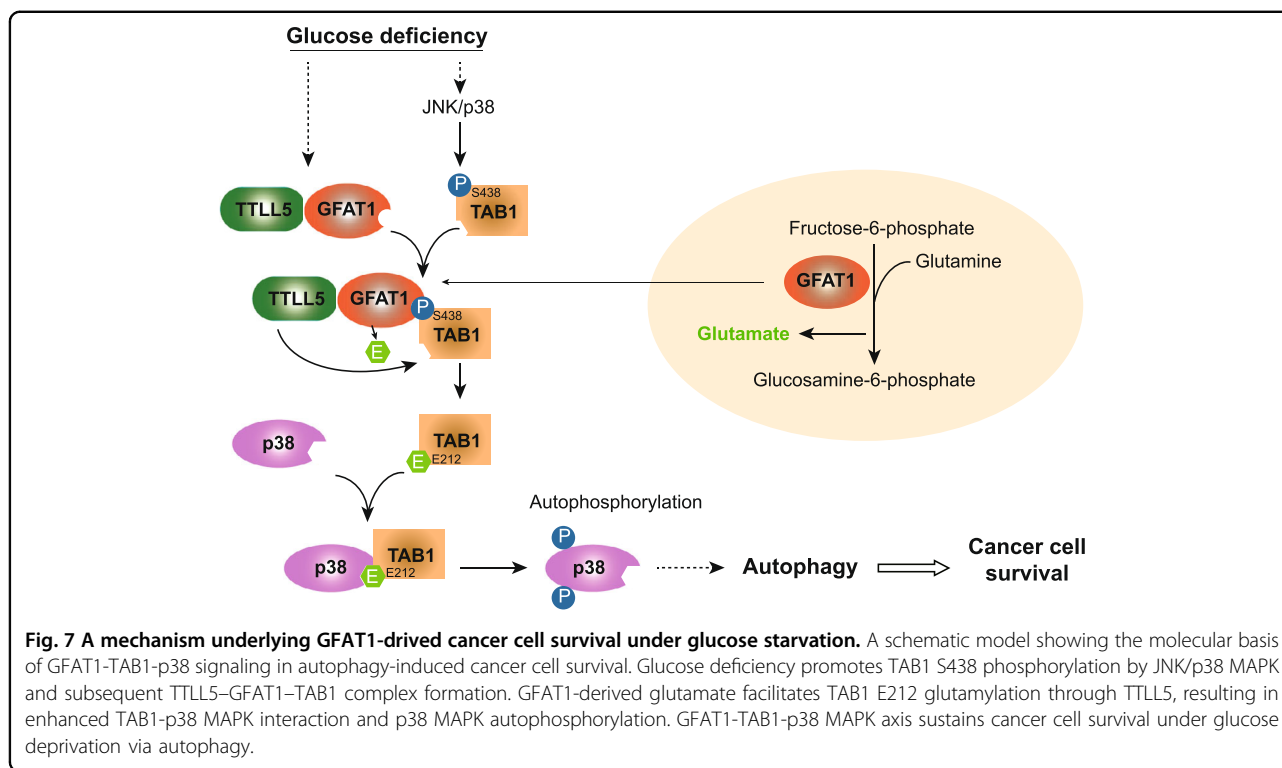 Glucose deficiency
JNK/p38
P
S438
TTLL5
GFAT1
TAB1
Fructose-6-phosphate
Glutamine
GFAT1
TTLL5
GFAT1
P
S438
TAB1
E
Glutamate
Glucosamine-6-phosphate
p38
TAB1
E
E212
Autophosphorylation
p38
TAB1
E
E212
P
p38
P
Autophagy
Cancer cell
survival
Fig. 7 A mechanism underlying GFAT1-drived cancer cell survival under glucose starvation. A schematic model showing the molecular basis
of GFAT1-TAB1-p38 signaling in autophagy-induced cancer cell survival. Glucose deficiency promotes TAB1 S438 phosphorylation by JNK/p38 MAPK
and subsequent TTLL5–GFAT1–TAB1 complex formation. GFAT1-derived glutamate facilitates TAB1 E212 glutamylation through TTLL5, resulting in
enhanced TAB1-p38 MAPK interaction and p38 MAPK autophosphorylation. GFAT1-TAB1-p38 MAPK axis sustains cancer cell survival under glucose
deprivation via autophagy.